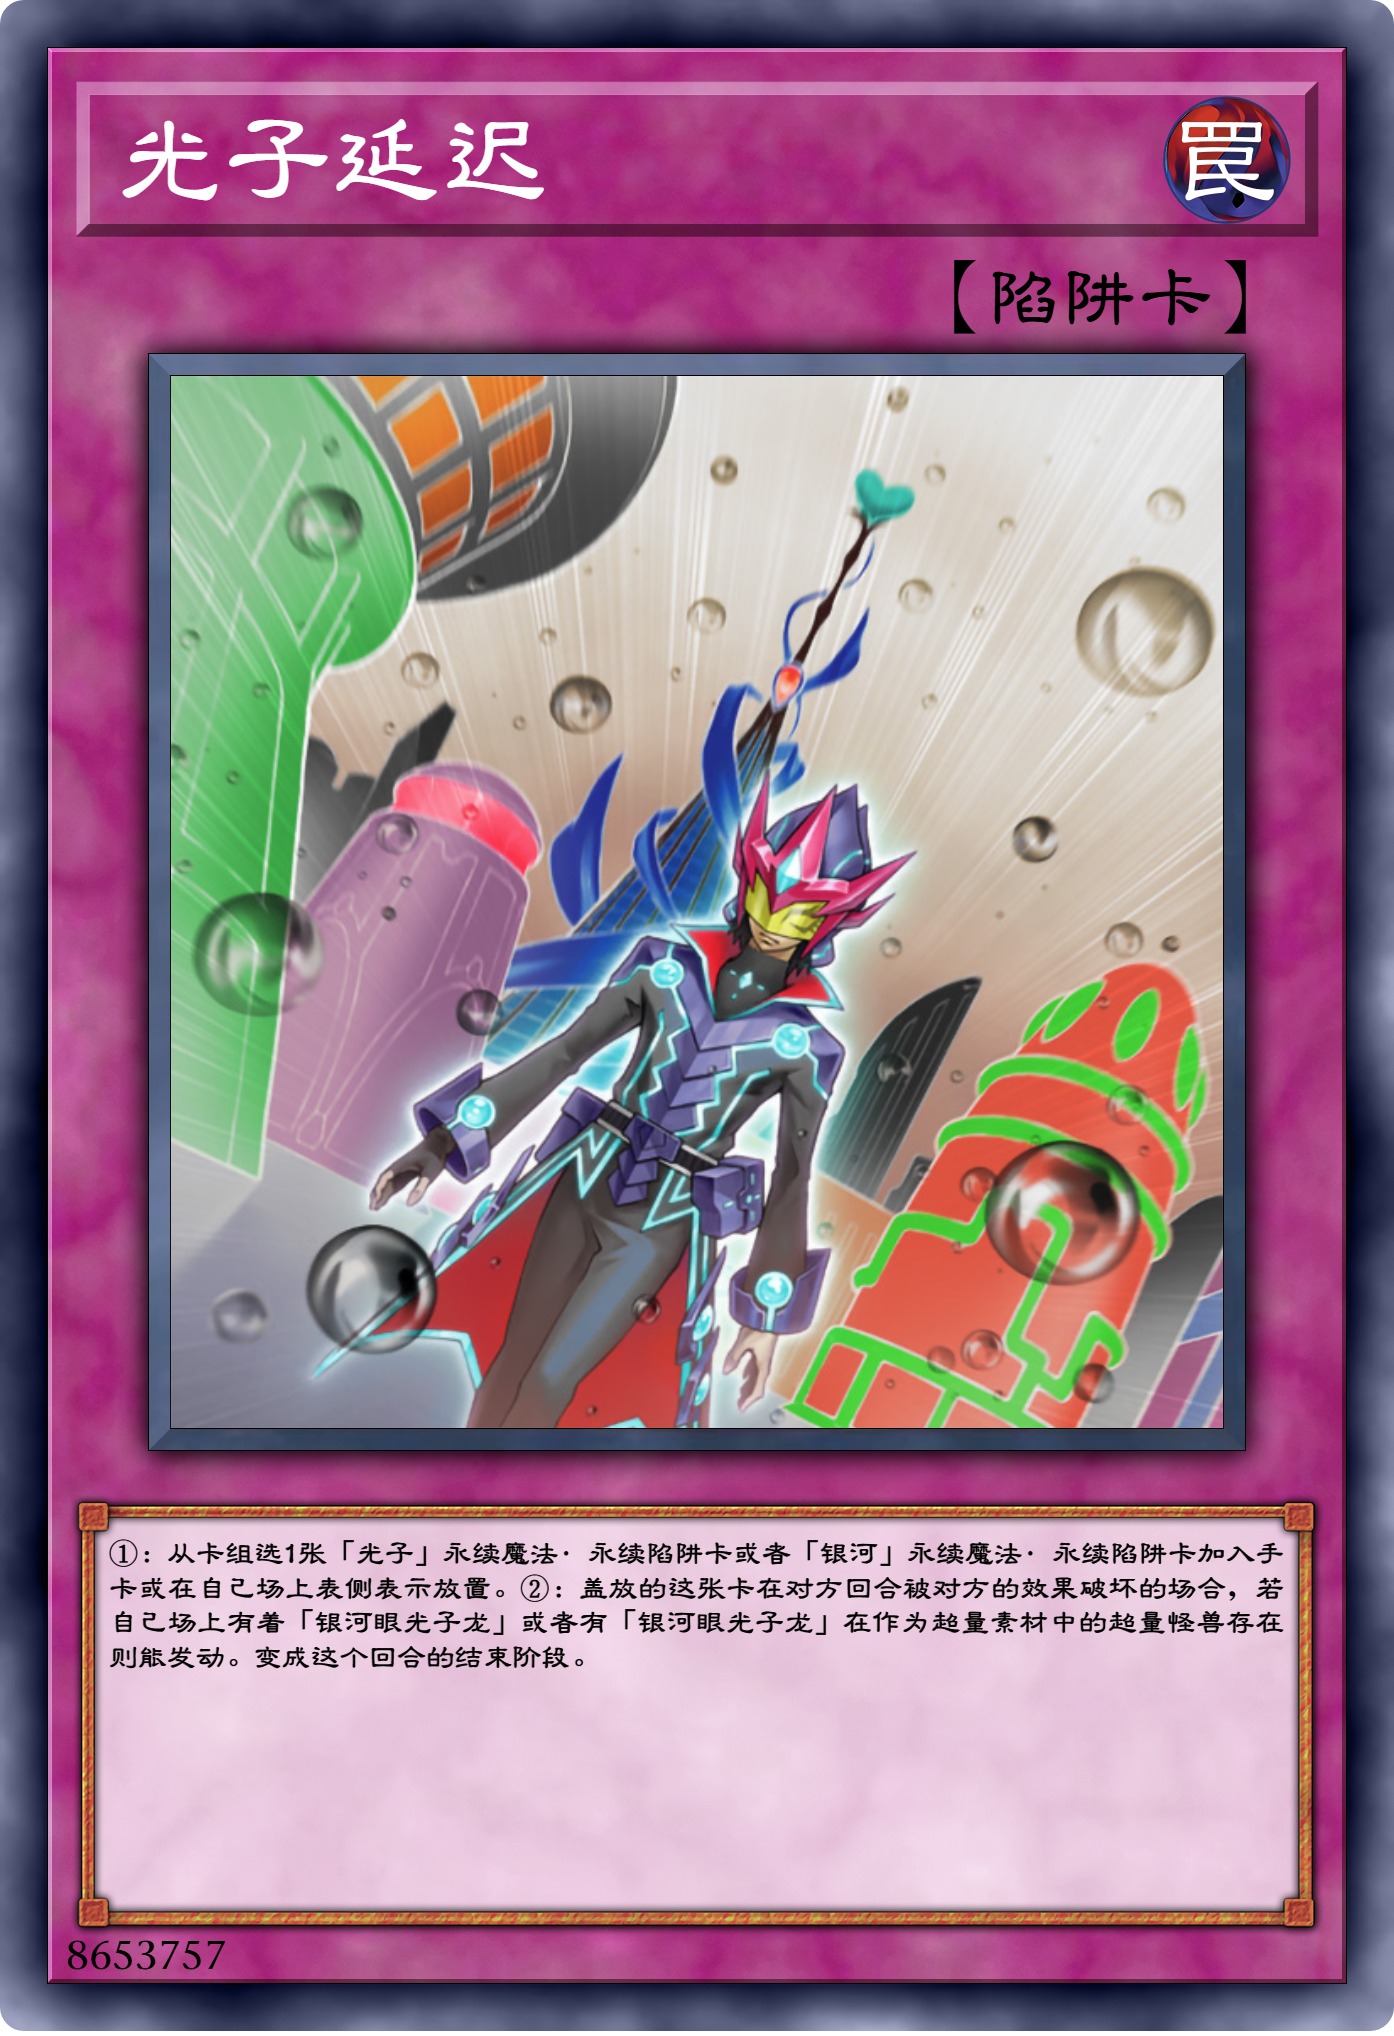 光子延迟
罠
【陷阱卡】
①：从卡组选1张「光子」永续魔法·永续陷阱卡或者「银河」永续魔法·永续陷阱卡加入手
卡或在自己场上表侧表示放置。②：盖放的这张卡在对方回合被对方的效果破坏的场合，若
自己场上有着「银河眼光子龙」或者有「银河眼光子龙」在作为超量素材中的超量怪兽存在
则能发动。变成这个回合的结束阶段。
8653757